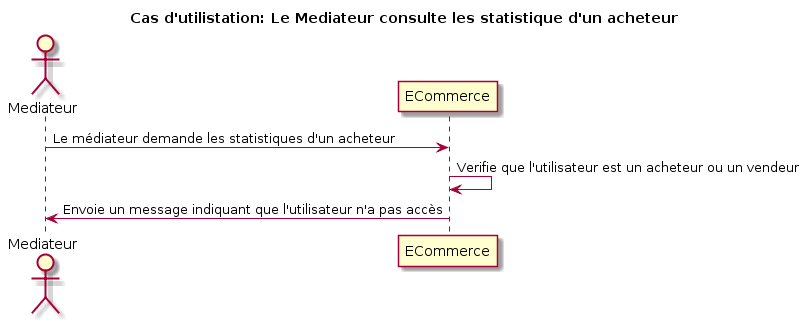 Cas d'utilistation: Le Mediateur consulte les statistique d'un acheteur
Mediateur
ECommerce
Le médiateur demande les statistiques d'un acheteur
Verifie que l'utilisateur est un acheteur ou un vendeur
Envoie un message indiquant que l'utilisateur n'a pas accès
Mediateur
ECommerce